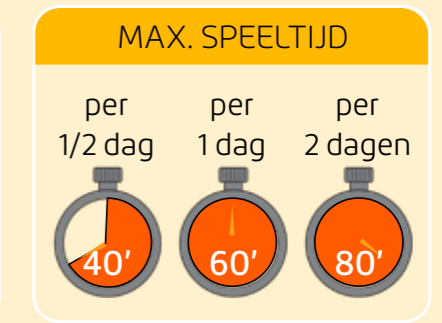 MAX. SPEELTIJD
per
1/2 dag
per
1 dag
per
2 dagen
40’
60’
80’